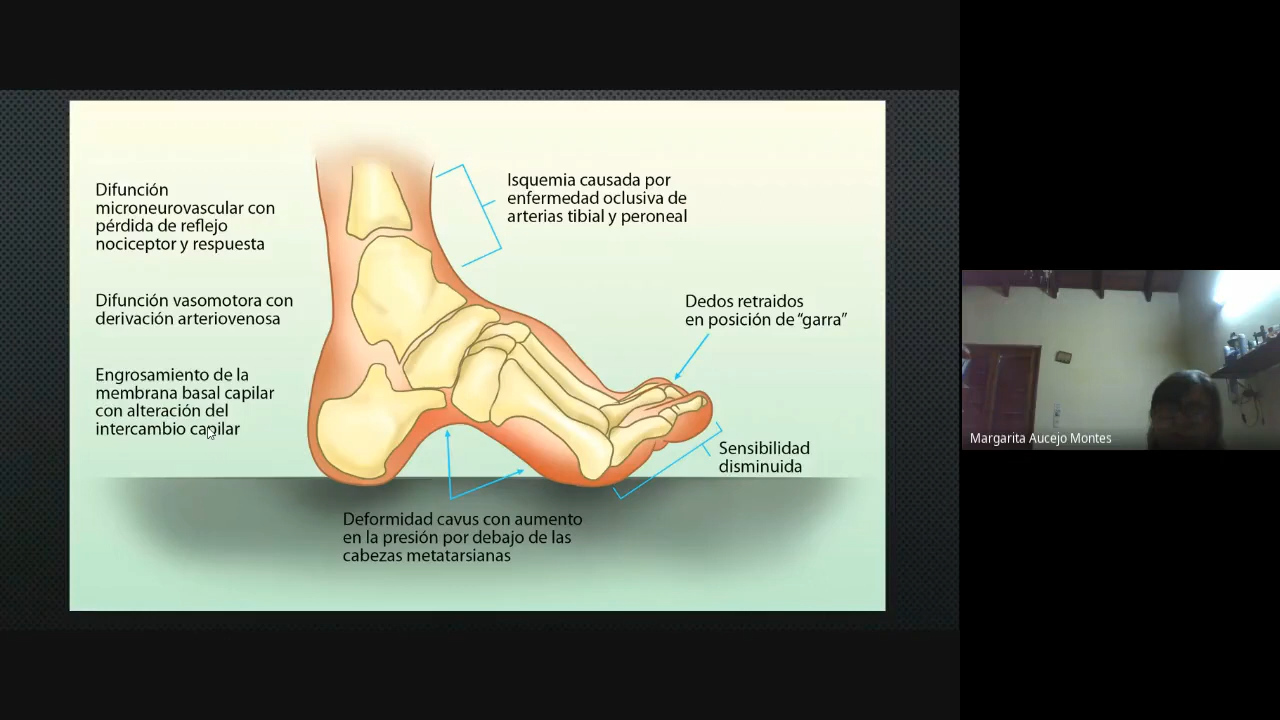 Difunción
microneurovascular con
pérdida de reflejo
nociceptor y respuesta
Difunción vasomotora con
derivación arteriovenosa
Engrosamiento de la
membrana basal capilar
con alteración del
intercambio capilar
Isquemia causada por
enfermedad oclusiva de
arterias tibial y peroneal
Dedos retraidos
en posición de “garra”
Sensibilidad
disminuida
Deformidad cavus con aumento
en la presión por debajo de las
cabezas metatarsianas
Margarita Aucejo Montes